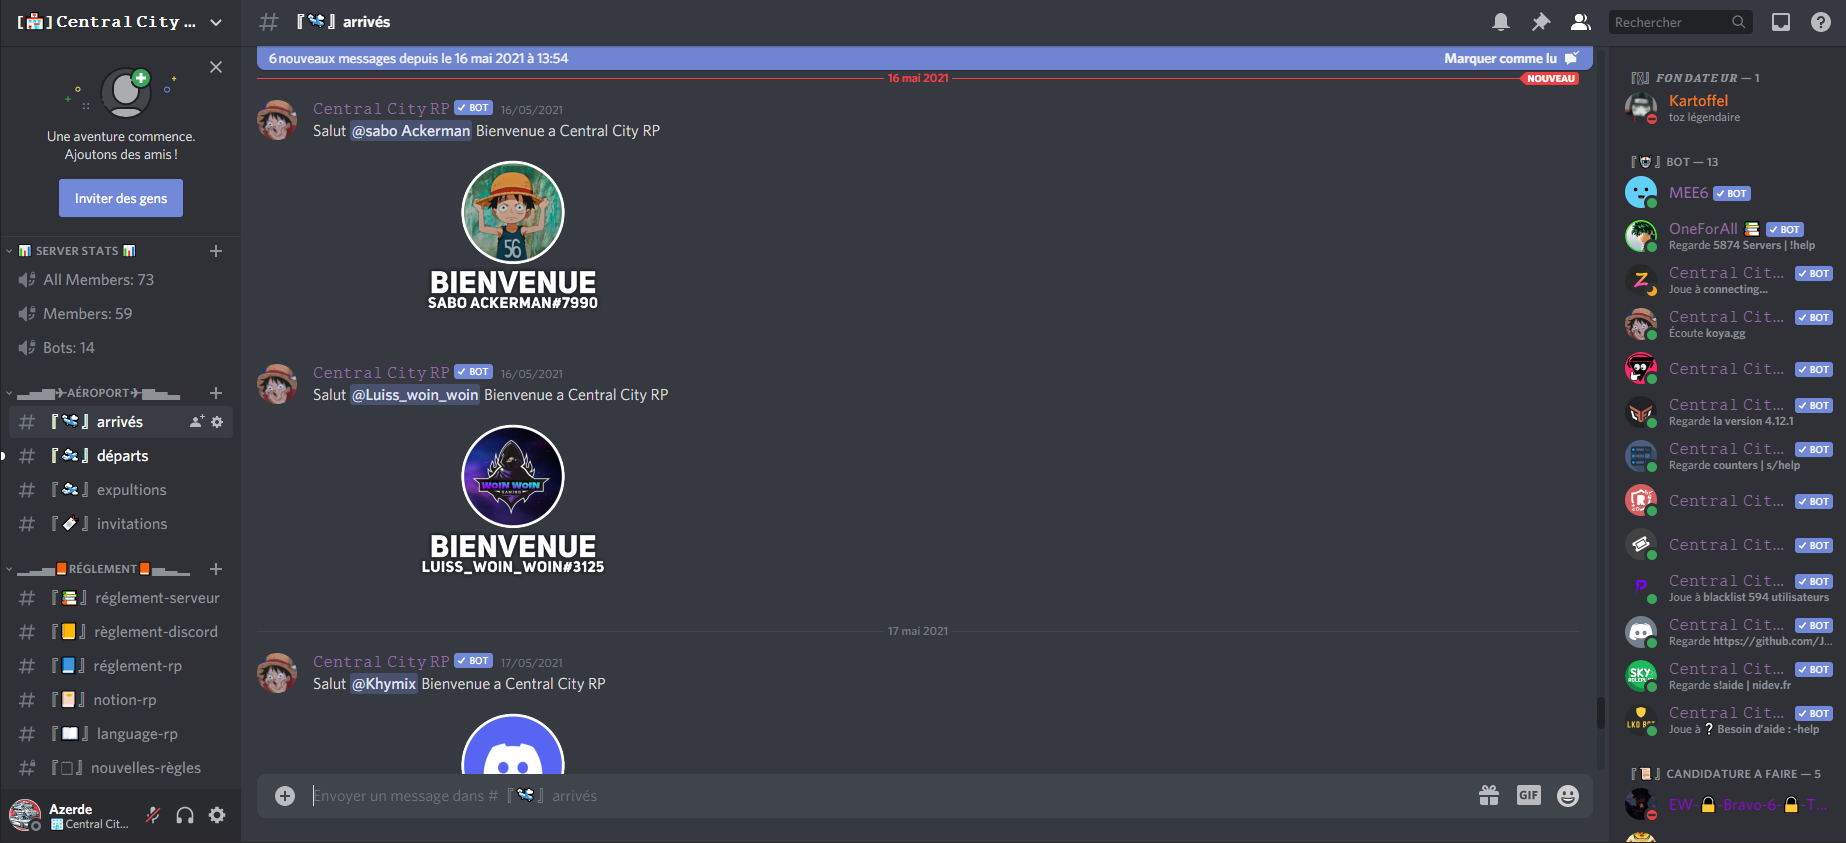 [🏥] Central City ...
『🛬』 arrivés
Rechercher
6 nouveaux messages depuis le 16 mai 2021 à 13:54
Marquer comme lu
16 mai 2021
NOUVEAU
Une aventure commence.
Ajoutons des amis !
Inviter des gens
📊 SERVER STATS 📊
All Members: 73
Members: 59
Bots: 14
▂▃▅▆✈AÉROPORT✈▆▅▃▂
# 『🛬』 arrivés
# 『🛫』 départs
# 『🛫』 expultions
# 『🎟』 invitations
▂▃▅📕RÉGLEMENT📕▅▃▂
# 『📚』 réglement-serveur
# 『📒』 règlement-discord
# 『📘』 réglement-rp
# 『』 notion-rp
# 『📖』 language-rp
# 『』 nouvelles-règles
Azerde
🏥 Central Cit...
Central City RP
✓ BOT
16/05/2021
Salut @sabo Ackerman Bienvenue a Central City RP
56
BIENVENUE
SABO ACKERMAN#7990
Central City RP
✓ BOT
16/05/2021
Salut @Luiss_woin_woin Bienvenue a Central City RP
WOIN WOIN
GAMING
BIENVENUE
LUISS_WOIN_WOIN#3125
17 mai 2021
Central City RP
✓ BOT
17/05/2021
Salut @Khymix Bienvenue a Central City RP
Envoyer un message dans # 『🛬』 arrivés
GIF
FONDATEUR — 1
Kartoffel
toz légendaire
BOT — 13
MEE6 ✓ BOT
OneForAll 📚 ✓ BOT
Regarde 5874 Servers | !help
Central Cit... ✓ BOT
Joue à connecting...
Central Cit... ✓ BOT
Écoute koya.gg
Central Cit... ✓ BOT
Central Cit... ✓ BOT
Regarde la version 4.12.1
Central Cit... ✓ BOT
Regarde counters | s/help
Central Cit... ✓ BOT
Central Cit... ✓ BOT
Central Cit... ✓ BOT
Joue à blacklist 594 utilisateurs
Central Cit... ✓ BOT
Regarde https://github.com/J...
SKY
Central Cit... ✓ BOT
Regarde s!aide | nidev.fr
LKD BOT
Central Cit... ✓ BOT
Joue à ❔ Besoin d'aide : -help
『📜』 CANDIDATURE A FAIRE — 5
EW-🔒-Bravo-6-🔒-T...